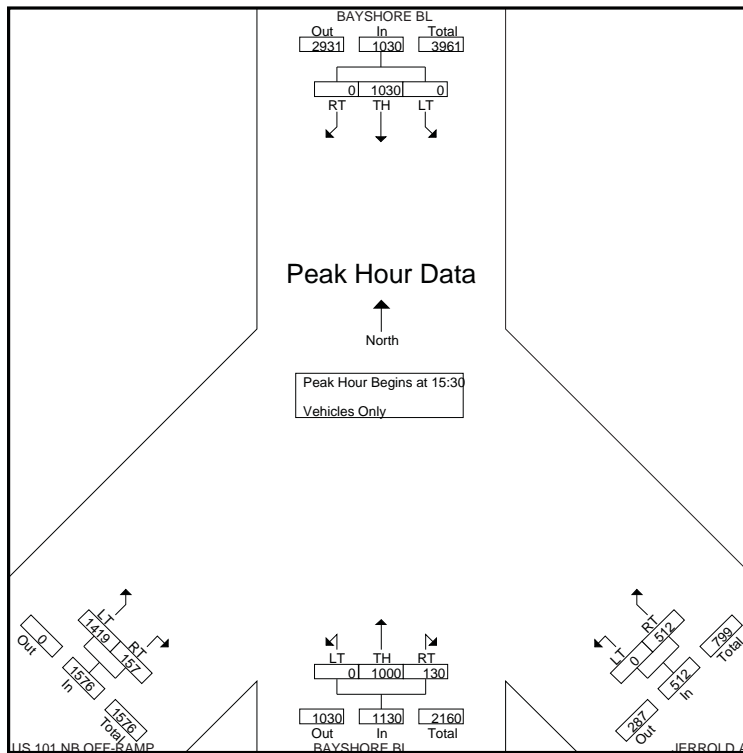 BAYSHORE BL
Out In Total
2931 1030 3961
0 1030 0
RT TH LT
Peak Hour Data
North
Peak Hour Begins at 15:30
Vehicles Only
LT
1419
RT
157
Out
0
In
1576
Total
1576
US 101 NB OFF-RAMP
LT TH RT
0 1000 130
1030 1130 2160
Out In Total
BAYSHORE BL
RT
512
LT
0
Total
799
In
512
Out
287
JERROLD A